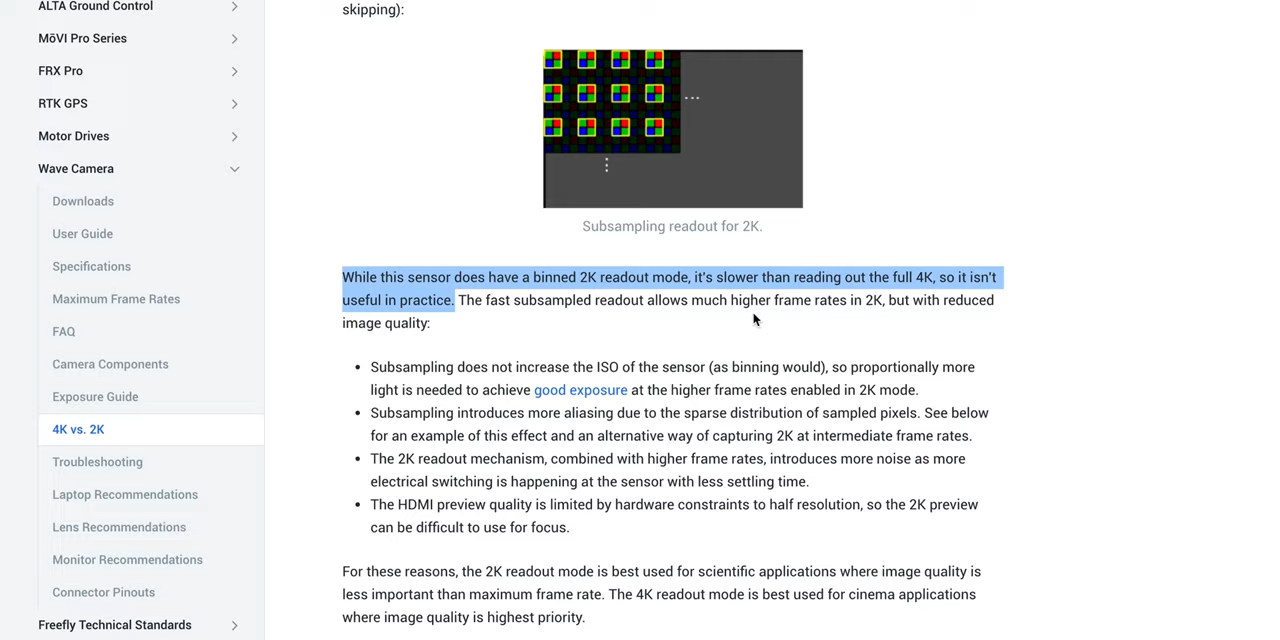 ALTA Ground Control
MōVI Pro Series
FRX Pro
RTK GPS
Motor Drives
Wave Camera
Downloads
User Guide
Specifications
Maximum Frame Rates
FAQ
Camera Components
Exposure Guide
4K vs. 2K
Troubleshooting
Laptop Recommendations
Lens Recommendations
Monitor Recommendations
Connector Pinouts
Freefly Technical Standards
skipping):
Subsampling readout for 2K.
While this sensor does have a binned 2K readout mode, it's slower than reading out the full 4K, so it isn't
useful in practice. The fast subsampled readout allows much higher frame rates in 2K, but with reduced
image quality:
• Subsampling does not increase the ISO of the sensor (as binning would), so proportionally more
light is needed to achieve good exposure at the higher frame rates enabled in 2K mode.
• Subsampling introduces more aliasing due to the sparse distribution of sampled pixels. See below
for an example of this effect and an alternative way of capturing 2K at intermediate frame rates.
• The 2K readout mechanism, combined with higher frame rates, introduces more noise as more
electrical switching is happening at the sensor with less settling time.
• The HDMI preview quality is limited by hardware constraints to half resolution, so the 2K preview
can be difficult to use for focus.
For these reasons, the 2K readout mode is best used for scientific applications where image quality is
less important than maximum frame rate. The 4K readout mode is best used for cinema applications
where image quality is highest priority.